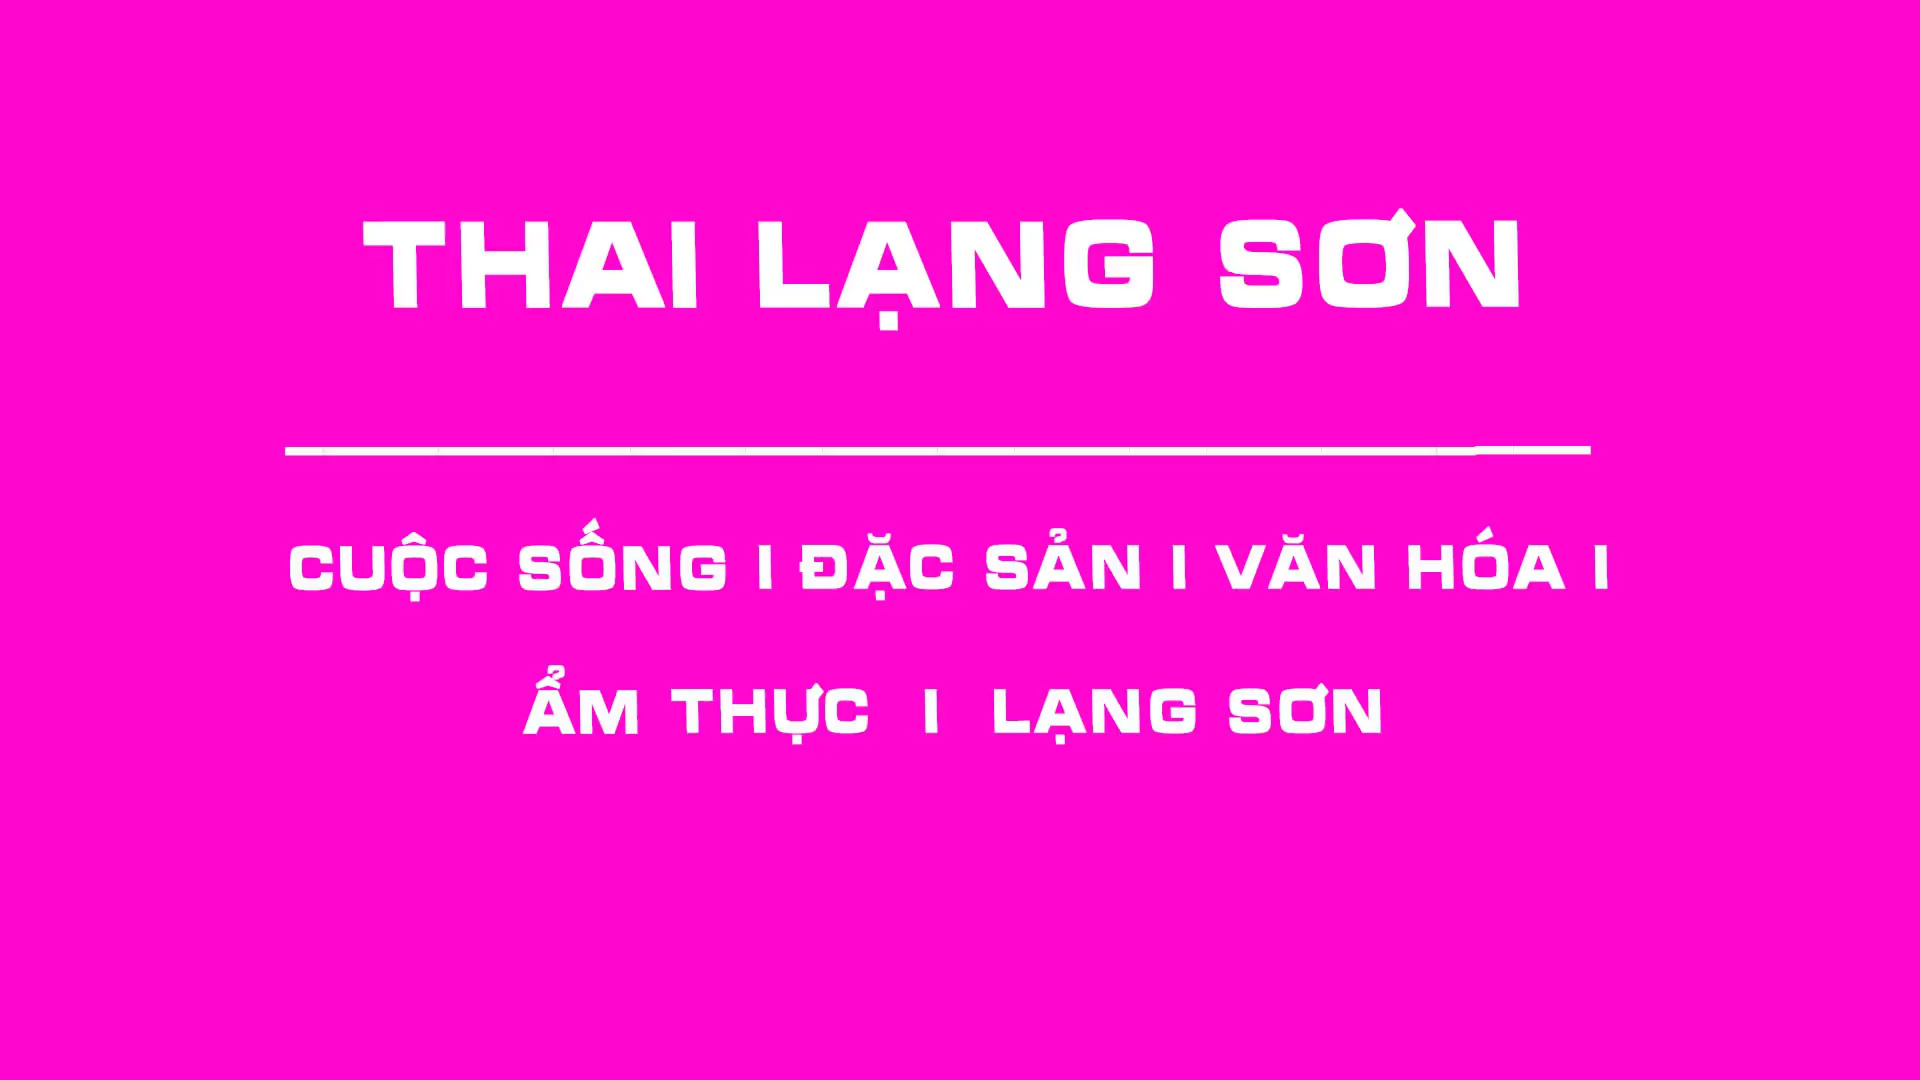 THAI LẠNG SƠN
CUỘC SỐNG I ĐẶC SẢN I VĂN HÓA I
ẨM THỰC I LẠNG SƠN